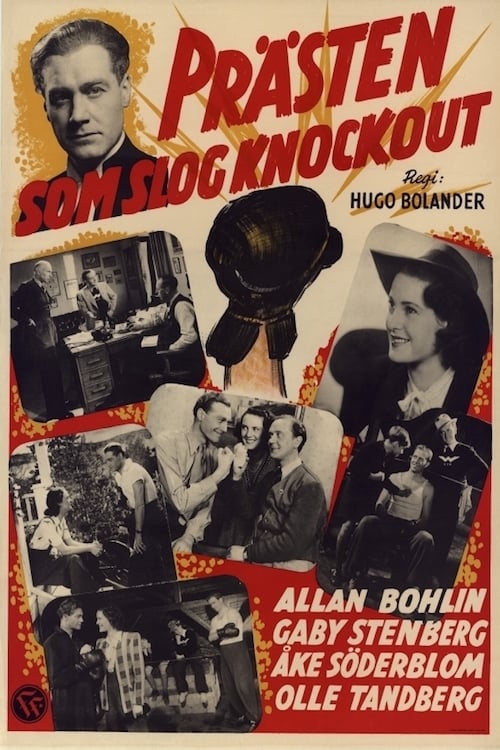 PRÄSTEN
SOM SLOG KNOCKOUT
Regi:
HUGO BOLANDER
ALLAN BOHLIN
GABY STENBERG
ÅKE SÖDERBLOM
OLLE TANDBERG